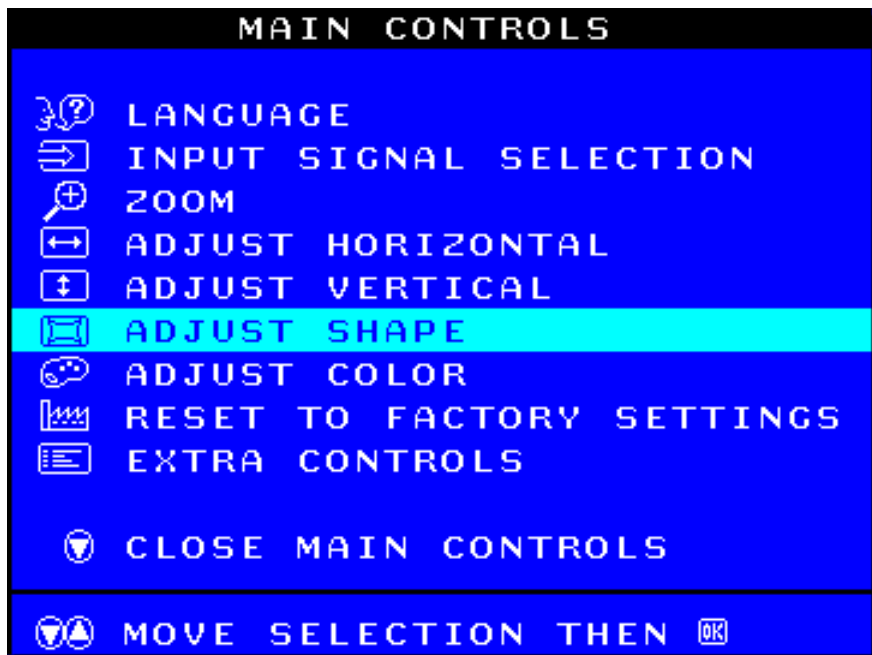 MAIN CONTROLS
LANGUAGE
INPUT SIGNAL SELECTION
ZOOM
ADJUST HORIZONTAL
ADJUST VERTICAL
ADJUST SHAPE
ADJUST COLOR
RESET TO FACTORY SETTINGS
EXTRA CONTROLS
CLOSE MAIN CONTROLS
MOVE SELECTION THEN OK